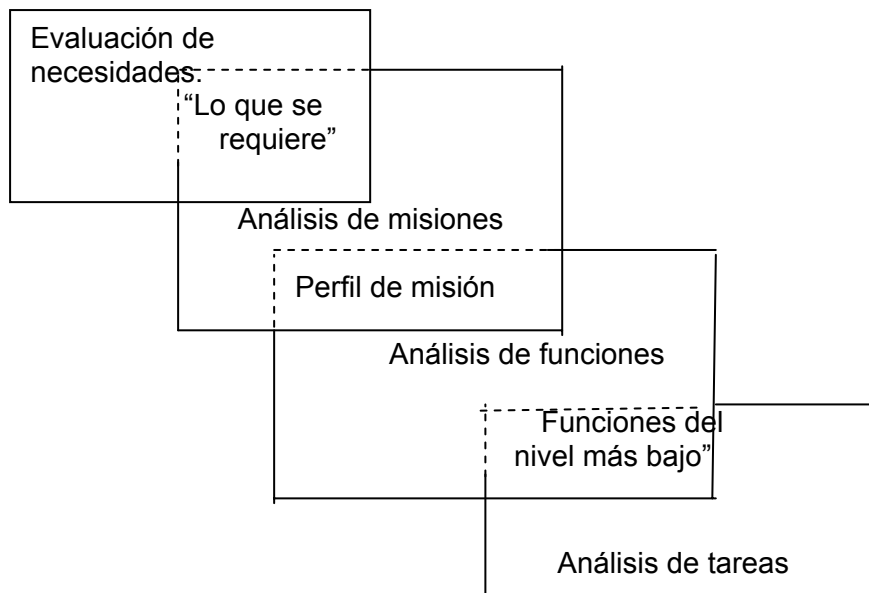 Evaluación de
necesidades:
“Lo que se
requiere”
Análisis de misiones
Perfil de misión
Análisis de funciones
Funciones del
nivel más bajo”
Análisis de tareas